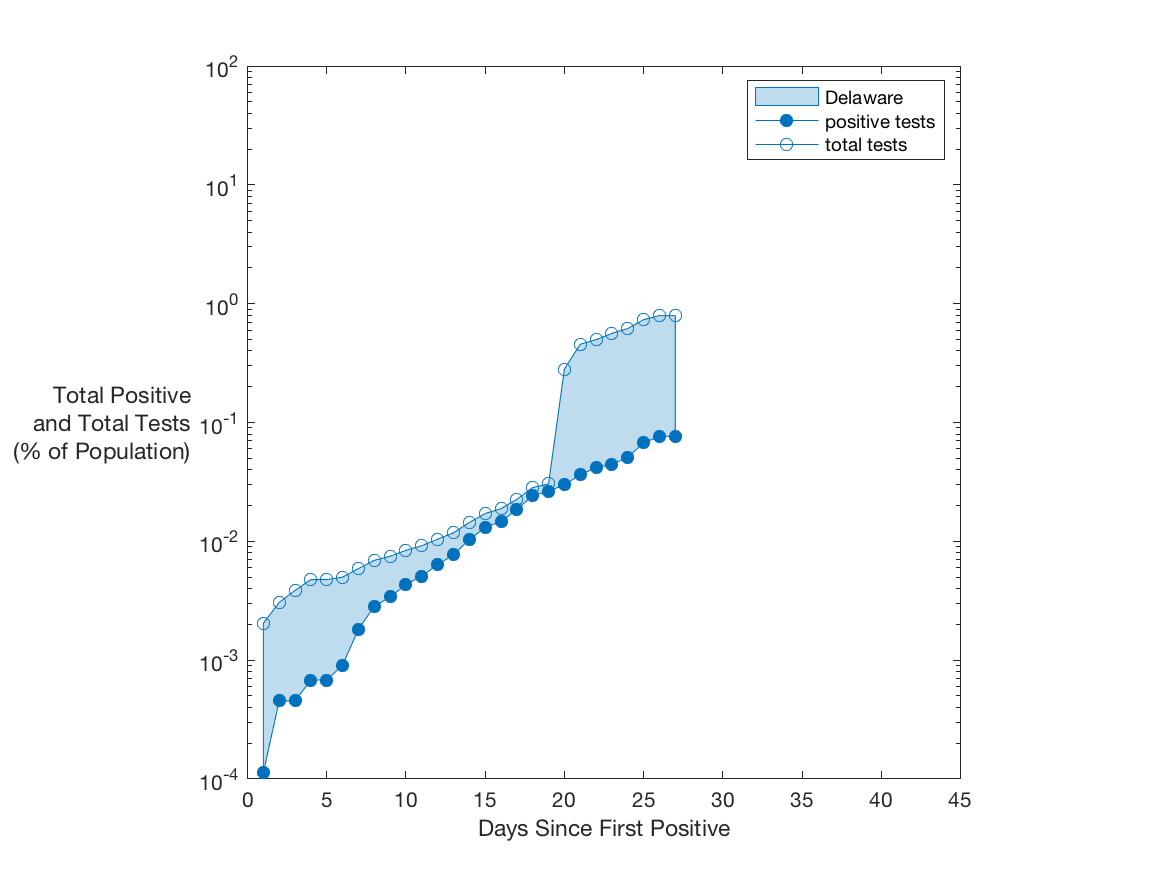 10^2
10^1
10^0
10^-1
10^-2
10^-3
10^-4
Total Positive
and Total Tests
(% of Population)
Delaware
positive tests
total tests
0 5 10 15 20 25 30 35 40 45
Days Since First Positive